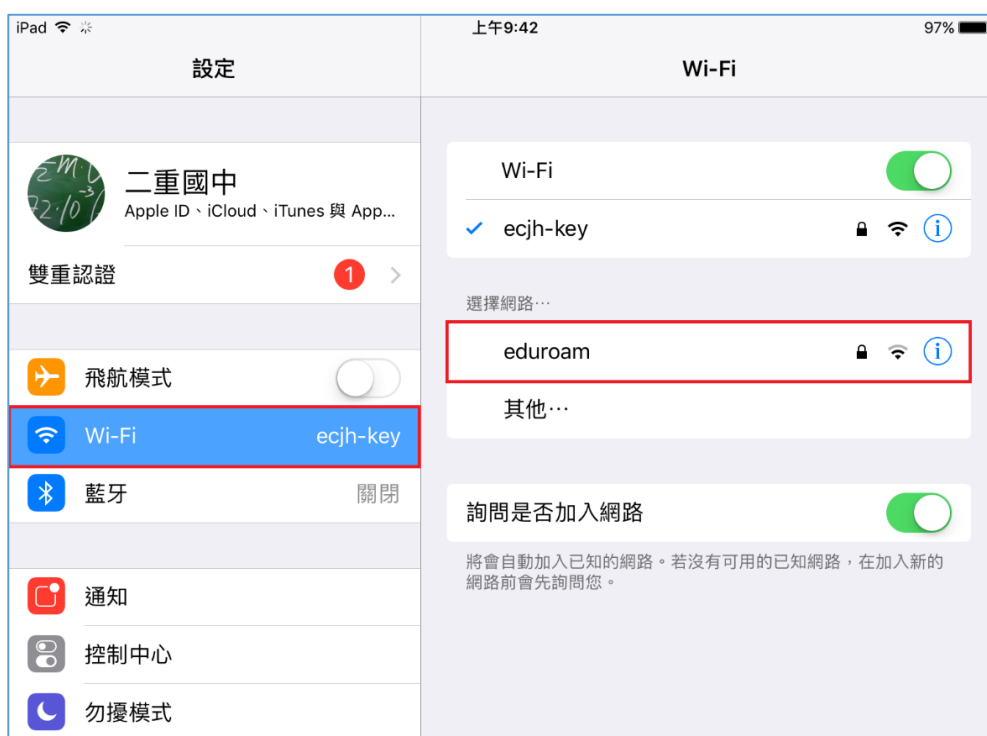 iPad
上午9:42
97%
設定
Wi-Fi
二重國中
Apple ID、iCloud、iTunes 與 App...
雙重認證
1
飛航模式
Wi-Fi
ecjh-key
藍牙
關閉
通知
控制中心
勿擾模式
Wi-Fi
ecjh-key
選擇網路⋯
eduroam
其他⋯
詢問是否加入網路
將會自動加入已知的網路。若沒有可用的已知網路，在加入新的
網路前會先詢問您。